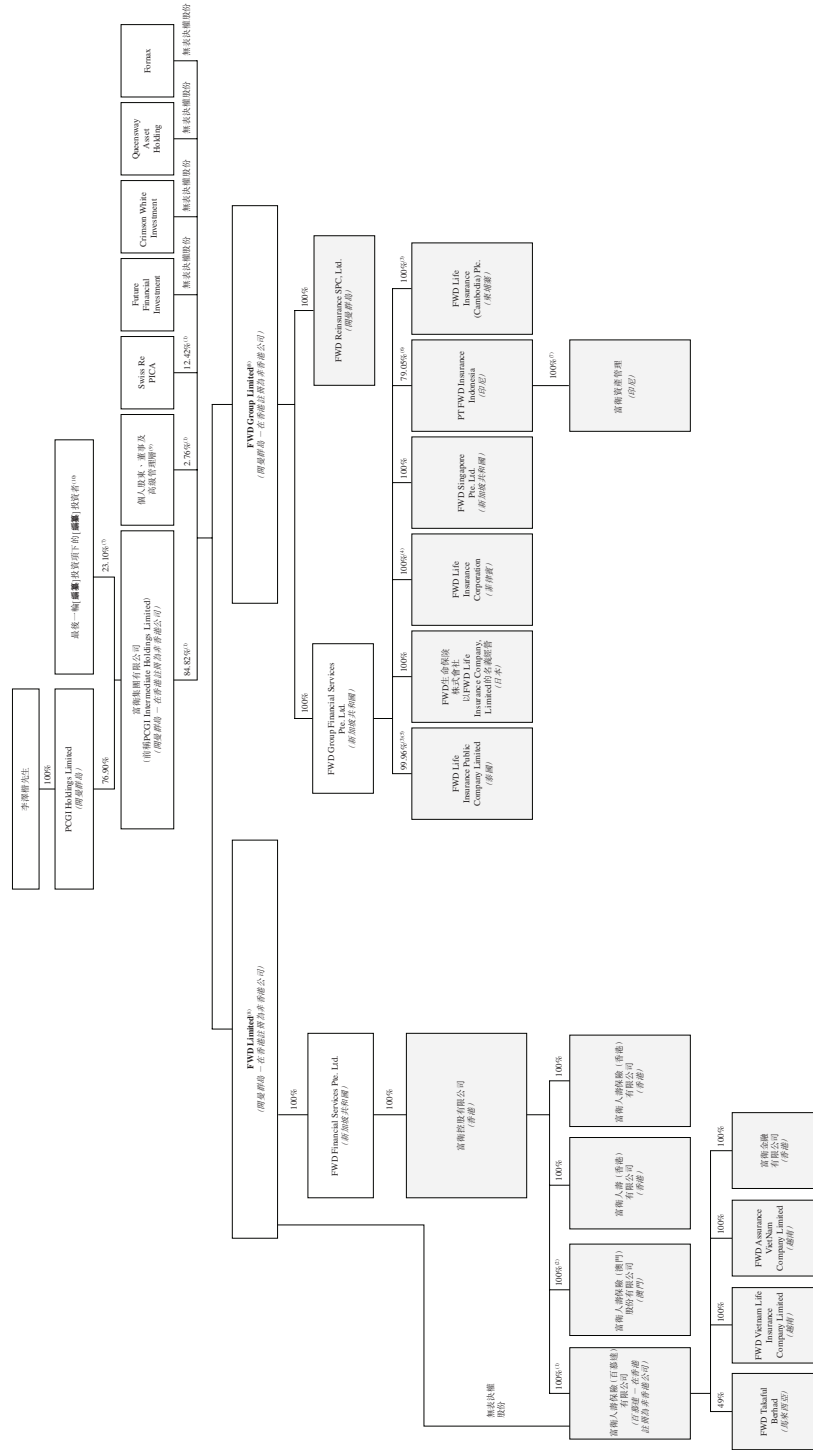 李澤楷先生
100%
PCGI Holdings Limited
(開曼群島)
最後一輪[編纂]投資項下的[編纂]投資者(10)
76.90%
23.10%(7)
富衛集團有限公司
(前稱PCGI Intermediate Holdings Limited)
(開曼群島 – 在香港註冊為非香港公司)
個人股東、董事及
高級管理層(9)
Swiss Re
PICA
Future
Financial
Investment
Crimson White
Investment
Queensway
Asset
Holding
Fornax
84.82%(1)
2.76%(1)
12.42%(1)
無表決權股份
無表決權股份
無表決權股份
無表決權股份
FWD Limited(8)
(開曼群島 – 在香港註冊為非香港公司)
FWD Group Limited(8)
(開曼群島 – 在香港註冊為非香港公司)
100%
100%
100%
FWD Financial Services Pte. Ltd.
(新加坡共和國)
FWD Group Financial Services
Pte. Ltd.
(新加坡共和國)
FWD Reinsurance SPC, Ltd.
(開曼群島)
100%
富衛控股有限公司
(香港)
99.96%(3)(5)
100%
100%(4)
100%
79.05%(6)
100%(3)
FWD Life
Insurance Public
Company Limited
(泰國)
FWD生命保險
株式會社
以FWD Life
Insurance Company,
Limited的名義經營
(日本)
FWD Life
Insurance
Corporation
(菲律賓)
FWD Singapore
Pte. Ltd.
(新加坡共和國)
PT FWD Insurance
Indonesia
(印尼)
FWD Life
Insurance
(Cambodia) Plc.
(柬埔寨)
100%(7)
富衛資產管理
(印尼)
無表決權
股份
100%(1)
100%(2)
100%
100%
富衛人壽保險(百慕達)
有限公司
(百慕達 – 在香港
註冊為非香港公司)
富衛人壽保險(澳門)
股份有限公司
(澳門)
富衛人壽(香港)
有限公司
(香港)
富衛人壽保險(香港)
有限公司
(香港)
49%
100%
100%
100%
FWD Takaful
Berhad
(馬來西亞)
FWD Vietnam Life
Insurance
Company Limited
(越南)
FWD Assurance
VietNam
Company Limited
(越南)
富衛金融
有限公司
(香港)